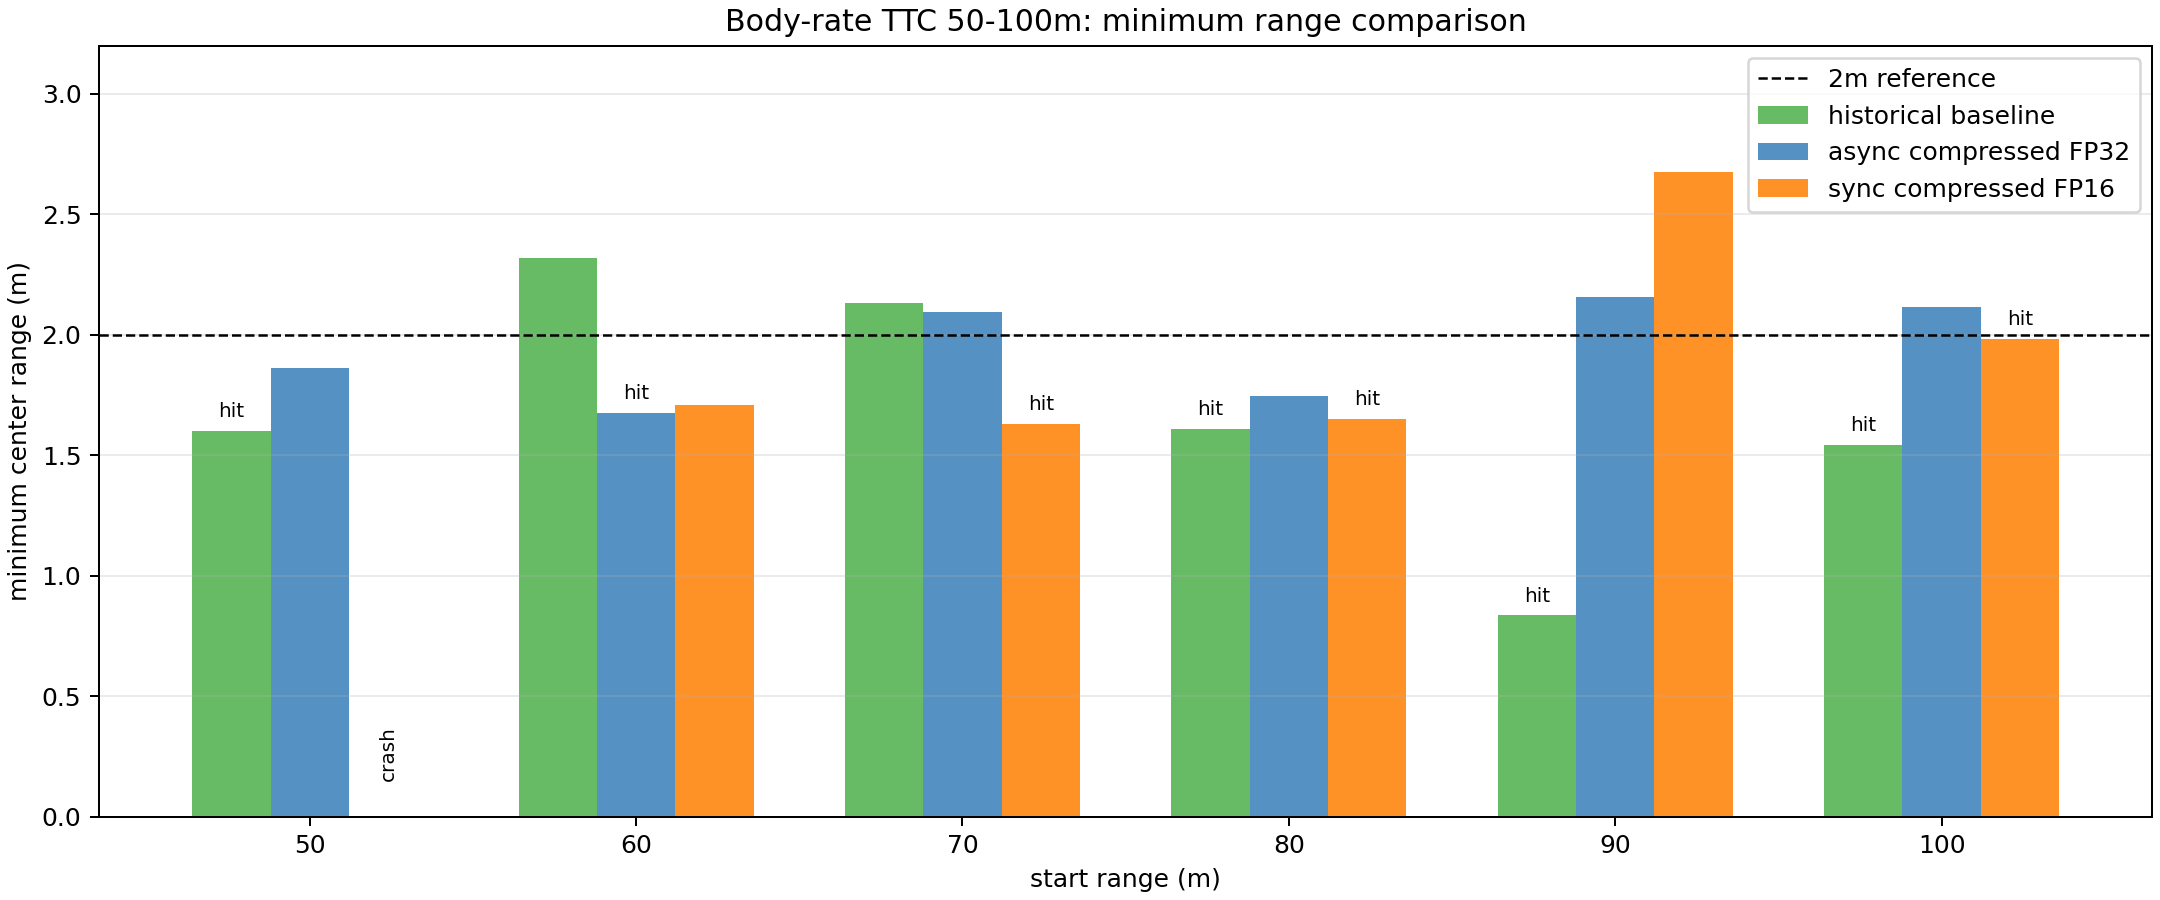 Body-rate TTC 50-100m: minimum range comparison
minimum center range (m)
3.0
2.5
2.0
1.5
1.0
0.5
0.0
2m reference
historical baseline
async compressed FP32
sync compressed FP16
hit
crash
hit
hit
hit
hit
hit
hit
hit
50
60
70
80
90
100
start range (m)